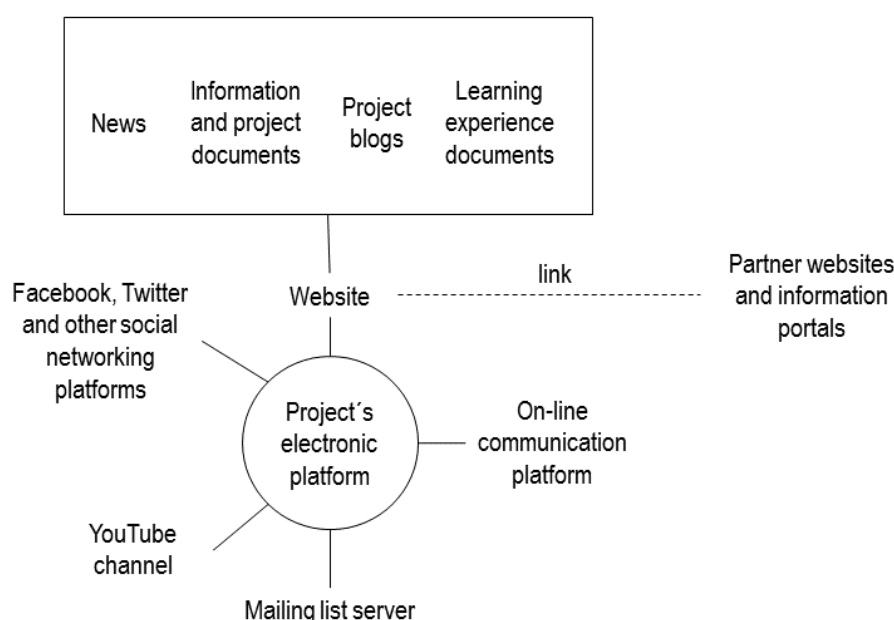 News
Information
and project
documents
Project
blogs
Learning
experience
documents
Facebook, Twitter
and other social
networking
platforms
Website
link
Partner websites
and information
portals
Project´s
electronic
platform
On-line
communication
platform
YouTube
channel
Mailing list server